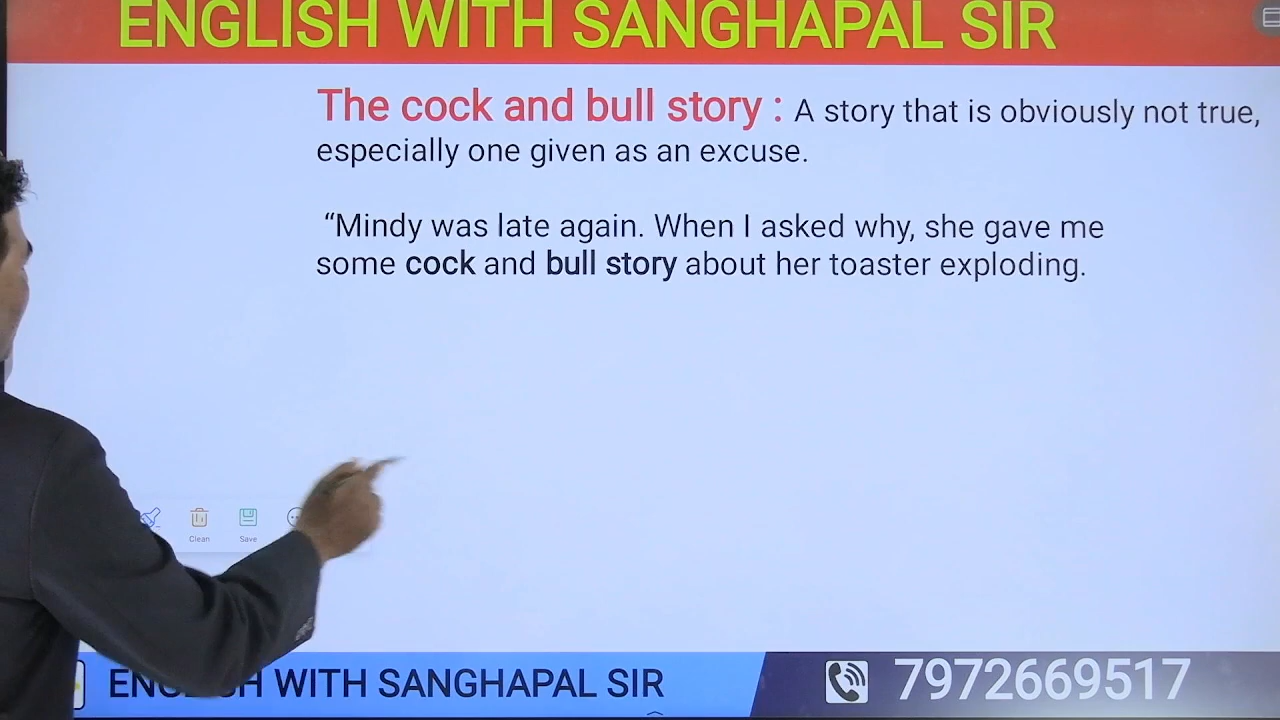 ENGLISH WITH SANGHAPAL SIR
The cock and bull story : A story that is obviously not true,
especially one given as an excuse.
“Mindy was late again. When I asked why, she gave me
some cock and bull story about her toaster exploding.
Clean Save
ENGLISH WITH SANGHAPAL SIR
7972669517